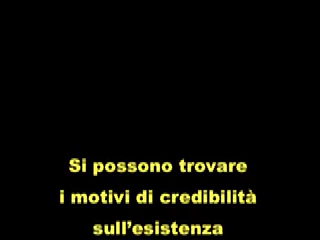 Si possono trovare
i motivi di credibilità
sull’esistenza